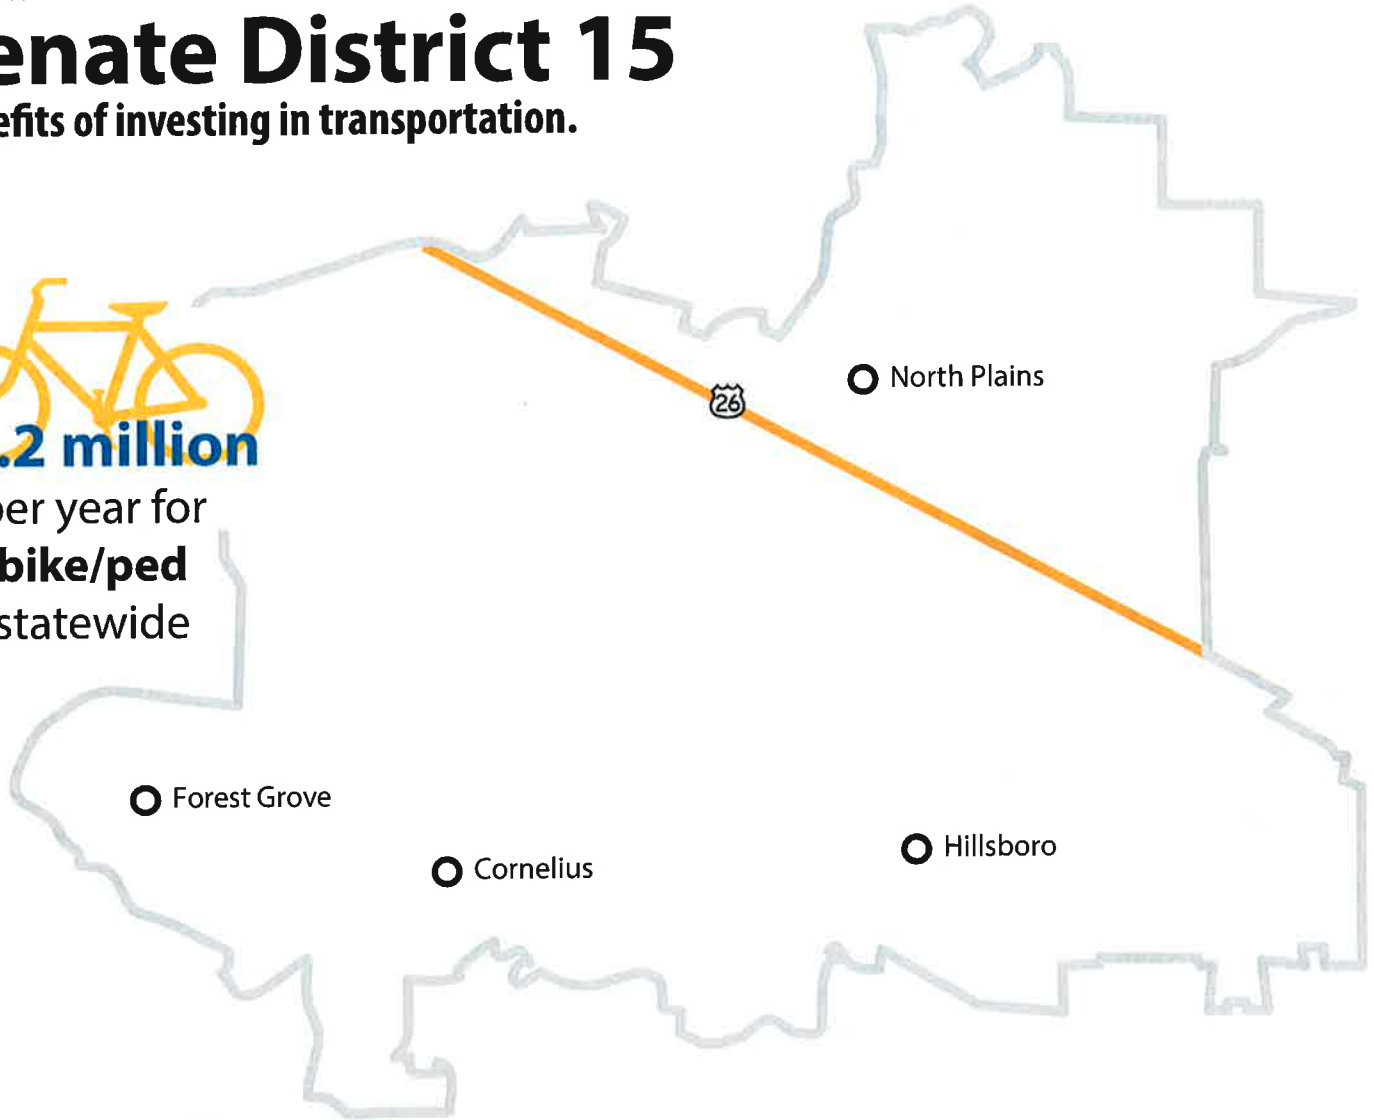 enate District 15
efits of investing in transportation.
North Plains
26
.2 million
per year for
bike/ped
statewide
Forest Grove
Hillsboro
Cornelius